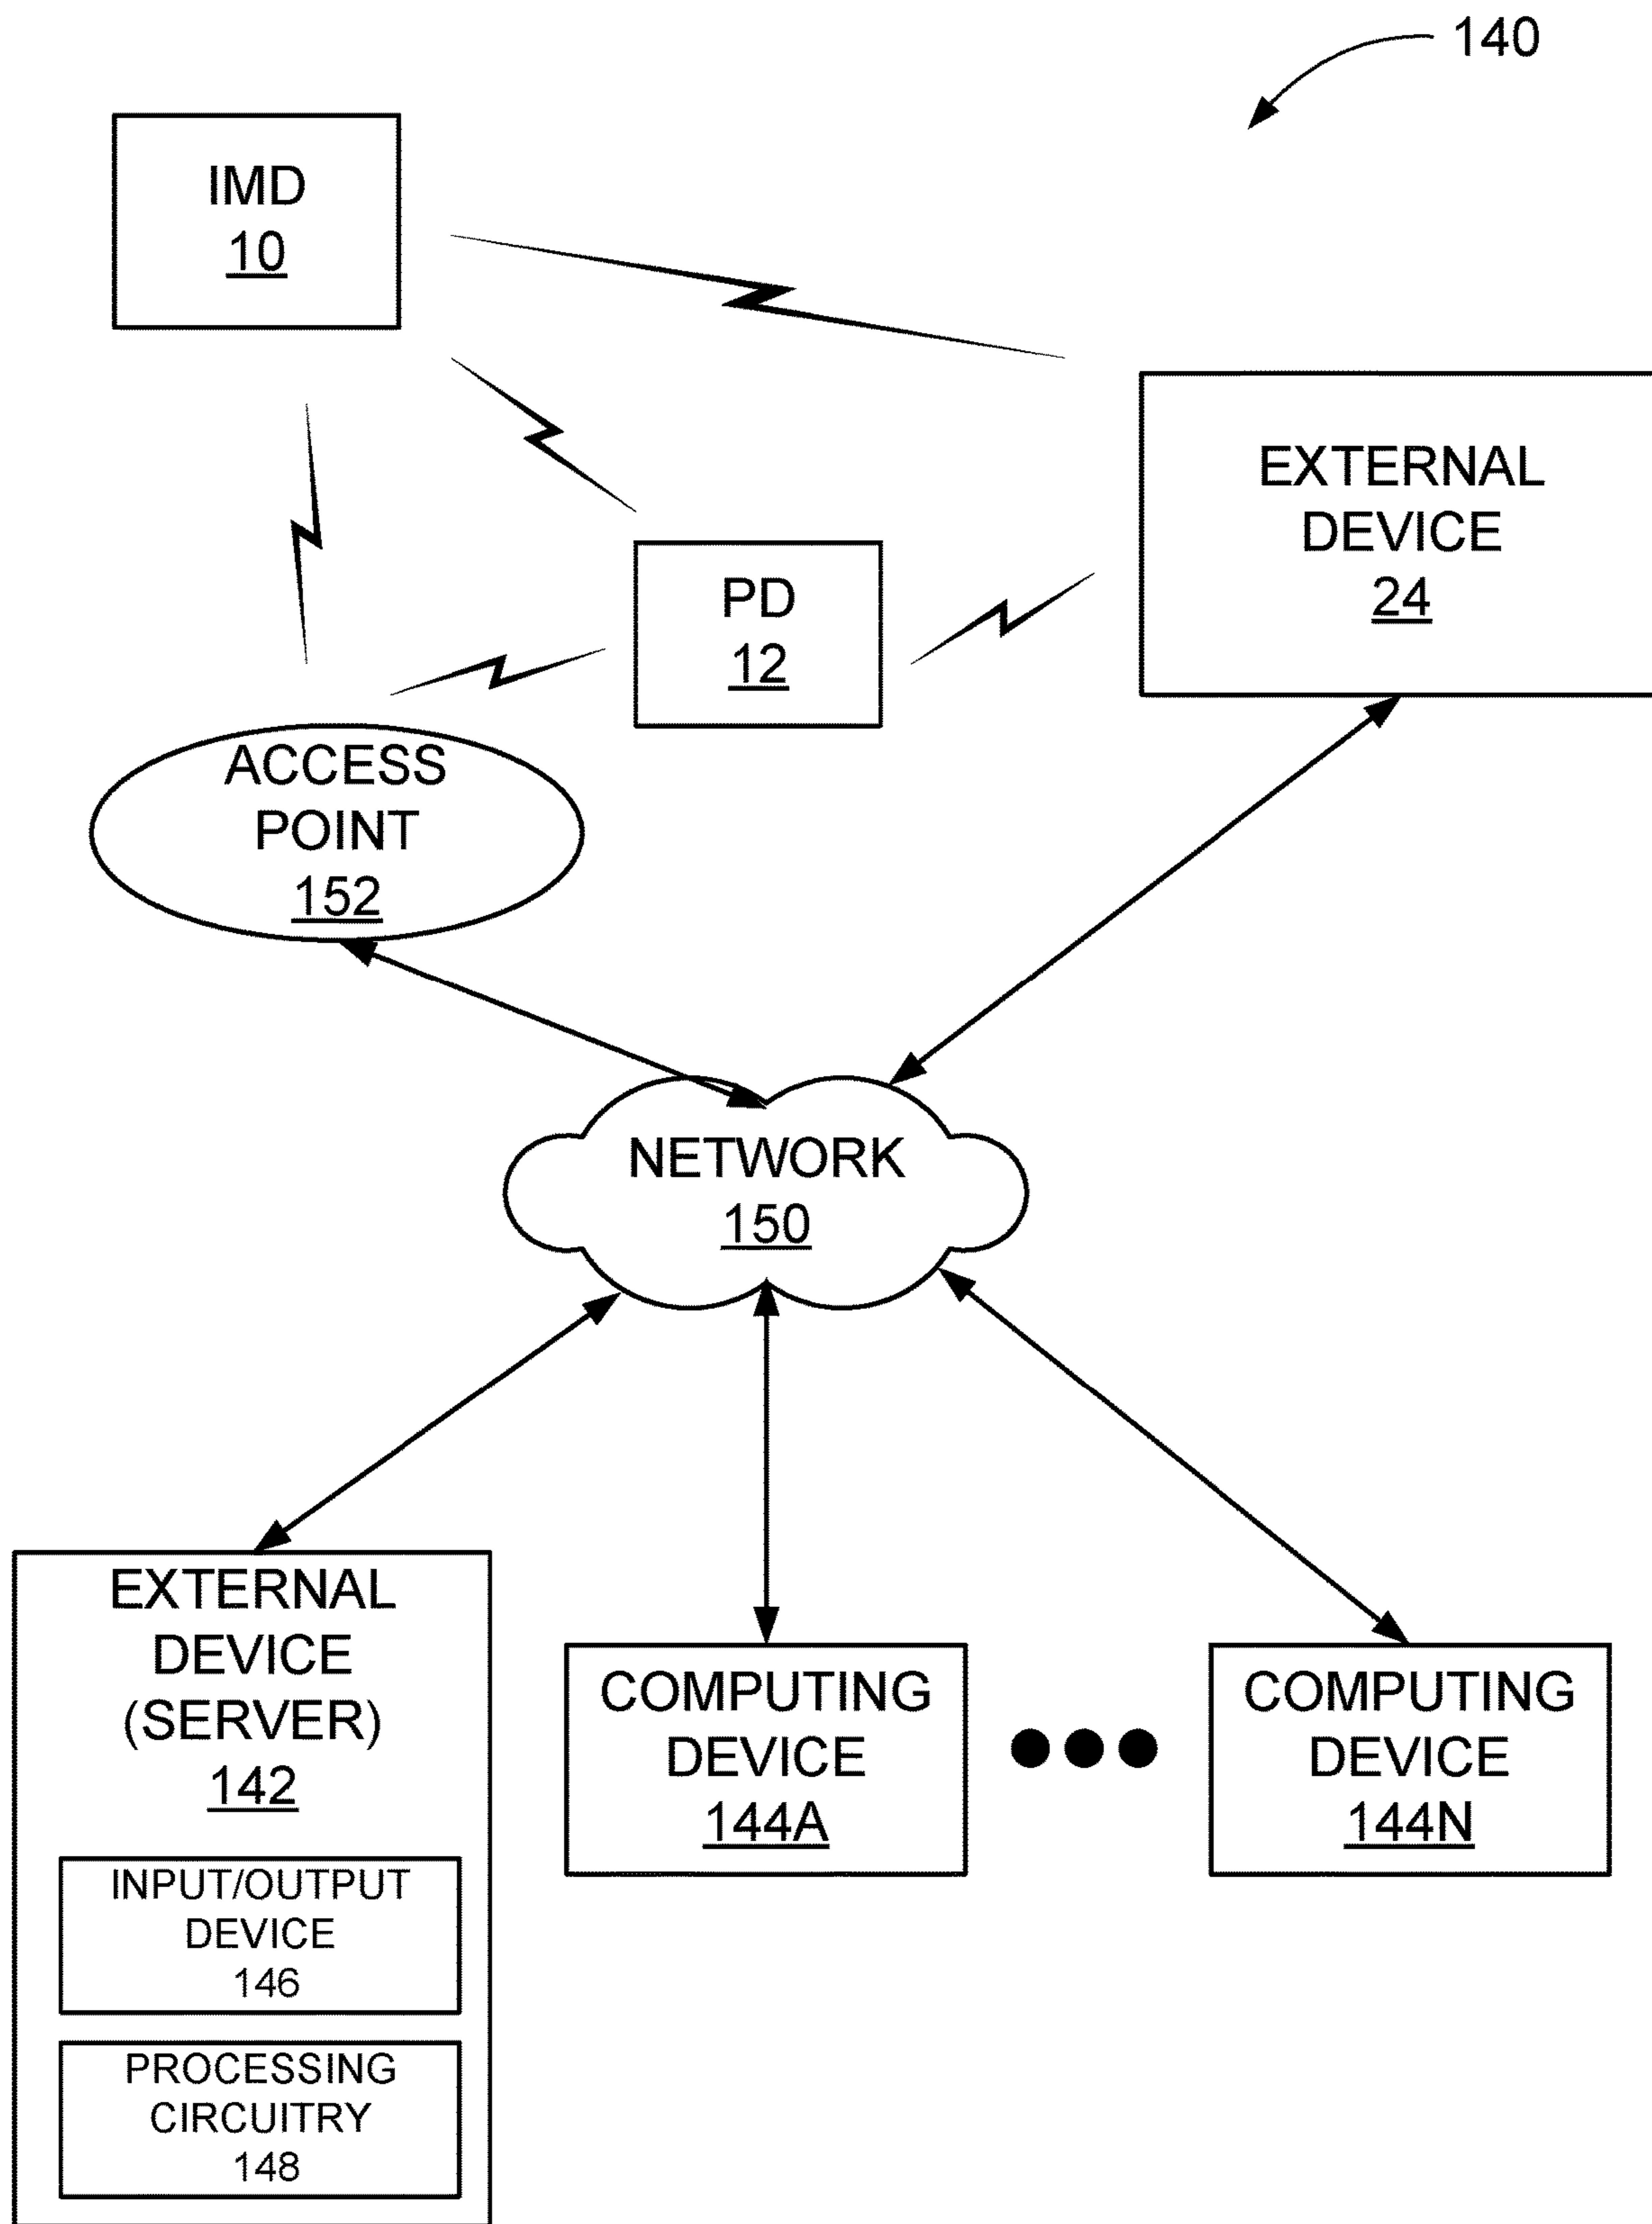 140
IMD
10
EXTERNAL
DEVICE
24
PD
12
ACCESS
POINT
152
NETWORK
150
EXTERNAL
DEVICE
(SERVER)
142
INPUT/OUTPUT
DEVICE
146
PROCESSING
CIRCUITRY
148
COMPUTING
DEVICE
144A
COMPUTING
DEVICE
144N